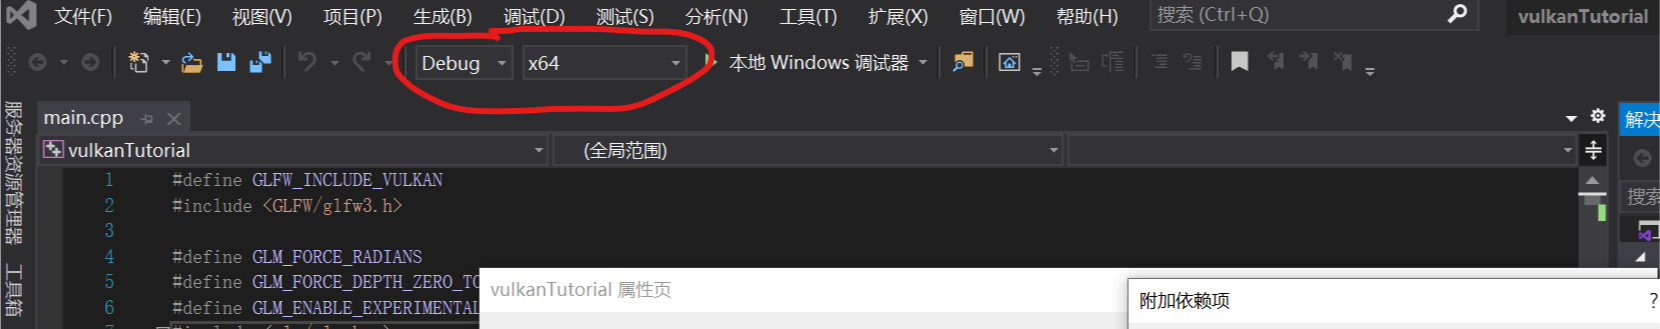 文件(F) 编辑(E) 视图(V) 项目(P) 生成(B) 调试(D) 测试(S) 分析(N) 工具(T) 扩展(X) 窗口(W) 帮助(H) 搜索 (Ctrl+Q) vulkanTutorial
Debug x64 本地 Windows 调试器
服务器资源管理器
工具箱
main.cpp
解决
vulkanTutorial (全局范围)
搜索
1 #define GLFW_INCLUDE_VULKAN
2 #include <GLFW/glfw3.h>
3
4 #define GLM_FORCE_RADIANS
5 #define GLM_FORCE_DEPTH_ZERO_TO
6 #define GLM_ENABLE_EXPERIMENTAL
vulkanTutorial 属性页
附加依赖项 ?